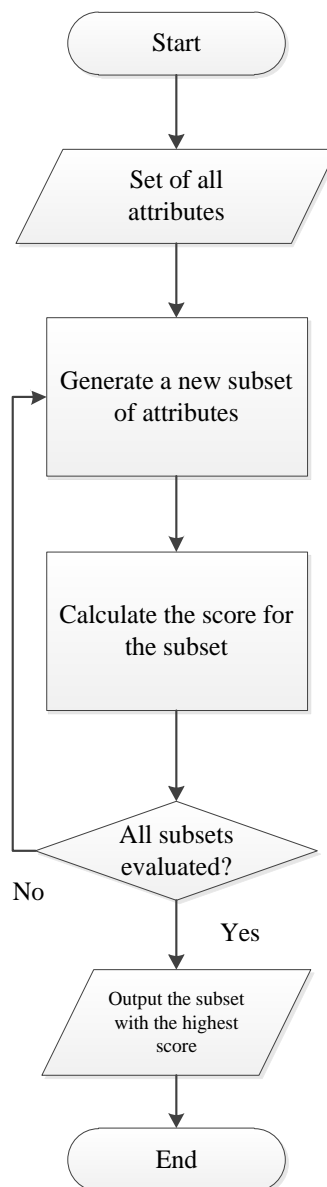 Start
Set of all
attributes
Generate a new subset
of attributes
Calculate the score for
the subset
All subsets
evaluated?
No
Yes
Output the subset
with the highest
score
End